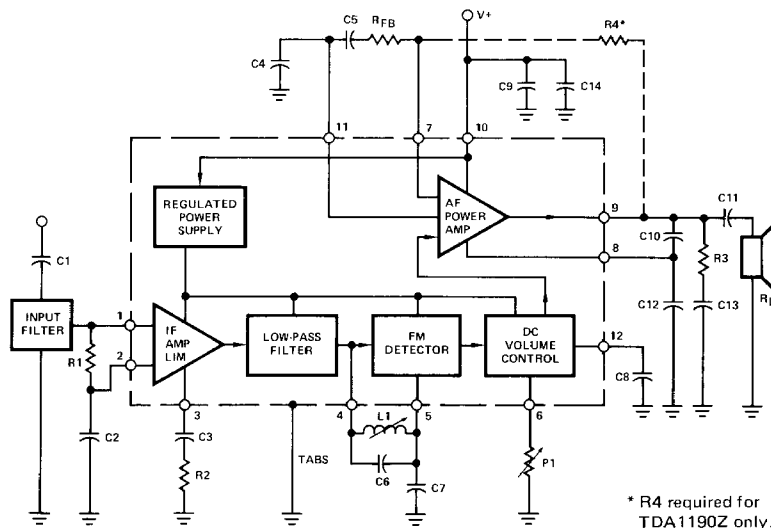 V+
C5
RFB
R4*
C4
C9
C14
11
7
10
REGULATED
POWER
SUPPLY
AF
POWER
AMP
9
C11
C10
8
R3
C1
C12
C13
INPUT
FILTER
1
IF
AMP
LIM
LOW-PASS
FILTER
FM
DETECTOR
DC
VOLUME
CONTROL
12
R1
2
C8
3
4
5
6
L1
C2
C3
TABS
C6
P1
R2
C7
* R4 required for
TDA1190Z only.